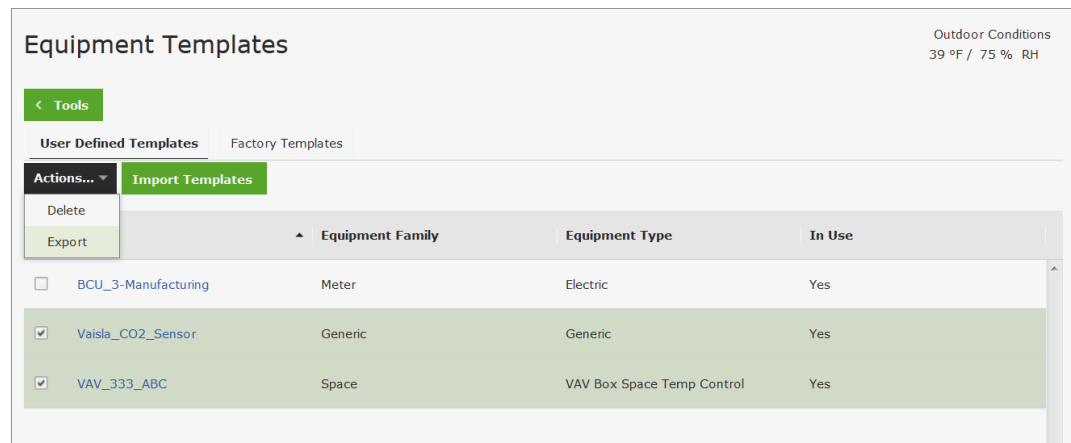 Equipment Templates
Outdoor Conditions
39 ºF / 75 % RH
< Tools
User Defined Templates Factory Templates
Actions... Import Templates
Delete
Export
Equipment Family Equipment Type In Use
BCU_3-Manufacturing Meter Electric Yes
Vaisla_CO2_Sensor Generic Generic Yes
VAV_333_ABC Space VAV Box Space Temp Control Yes